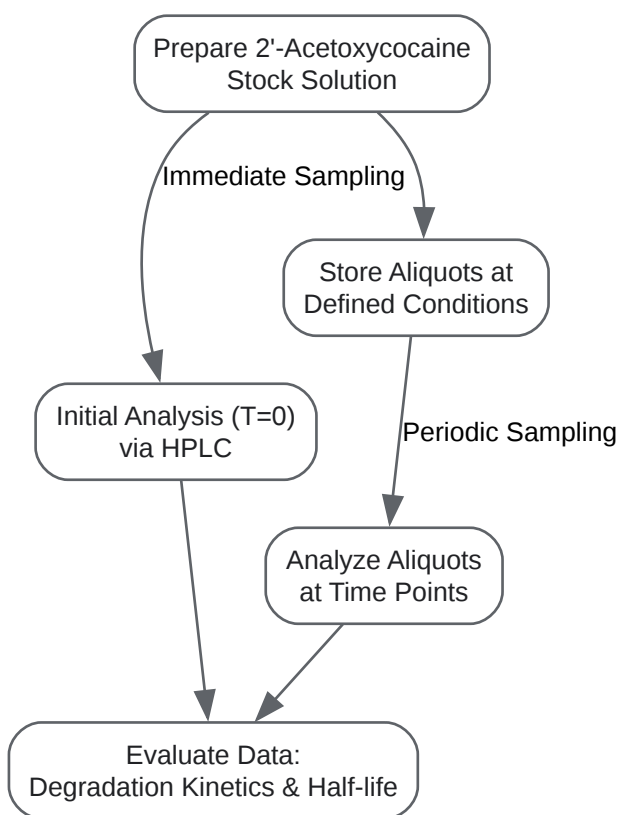 Prepare 2'-Acetoxycocaine
Stock Solution
Immediate Sampling
Store Aliquots at
Defined Conditions
Initial Analysis (T=0)
via HPLC
Periodic Sampling
Analyze Aliquots
at Time Points
Evaluate Data:
Degradation Kinetics & Half-life